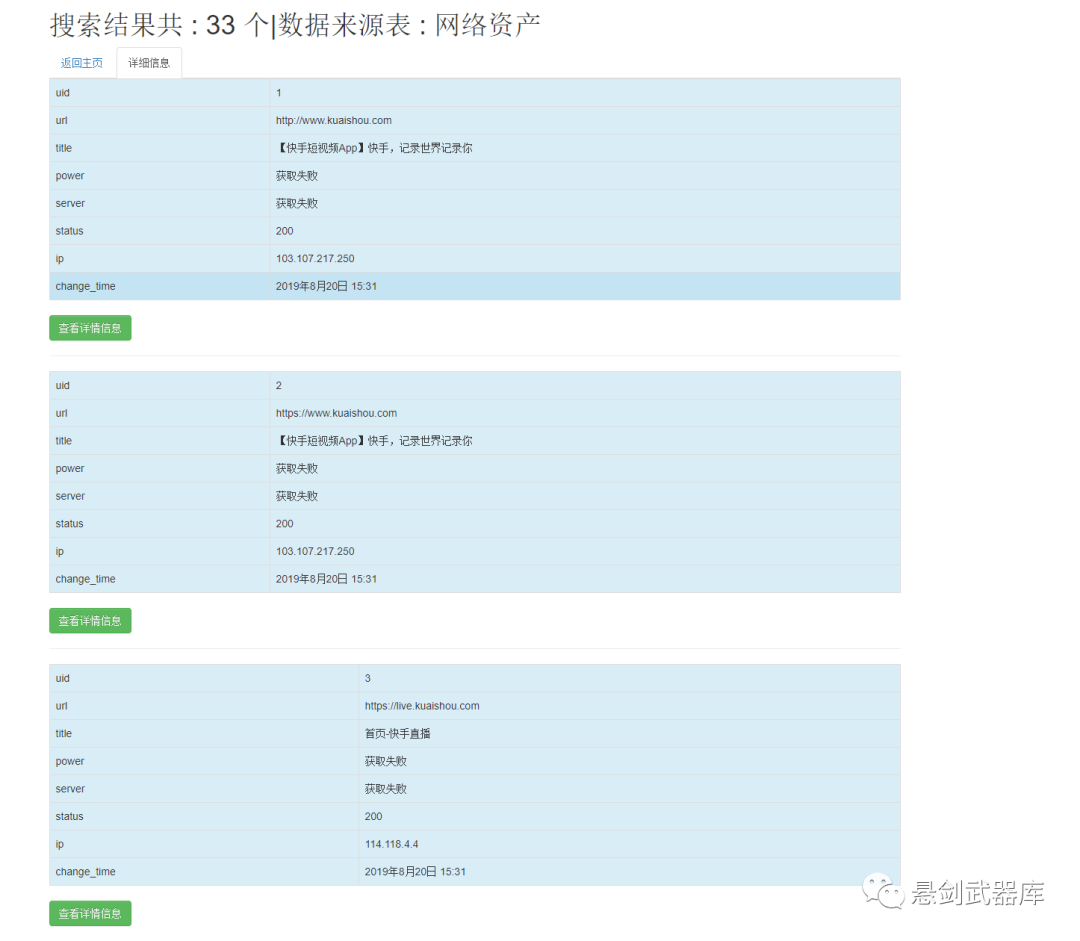 搜索结果共 : 33 个|数据来源表 : 网络资产
返回主页 详细信息
uid 1
url http://www.kuaishou.com
title 【快手短视频App】快手，记录世界记录你
power 获取失败
server 获取失败
status 200
ip 103.107.217.250
change_time 2019年8月20日 15:31
查看详情信息
uid 2
url https://www.kuaishou.com
title 【快手短视频App】快手，记录世界记录你
power 获取失败
server 获取失败
status 200
ip 103.107.217.250
change_time 2019年8月20日 15:31
查看详情信息
uid 3
url https://live.kuaishou.com
title 首页-快手直播
power 获取失败
server 获取失败
status 200
ip 114.118.4.4
change_time 2019年8月20日 15:31
悬剑武器库
查看详情信息